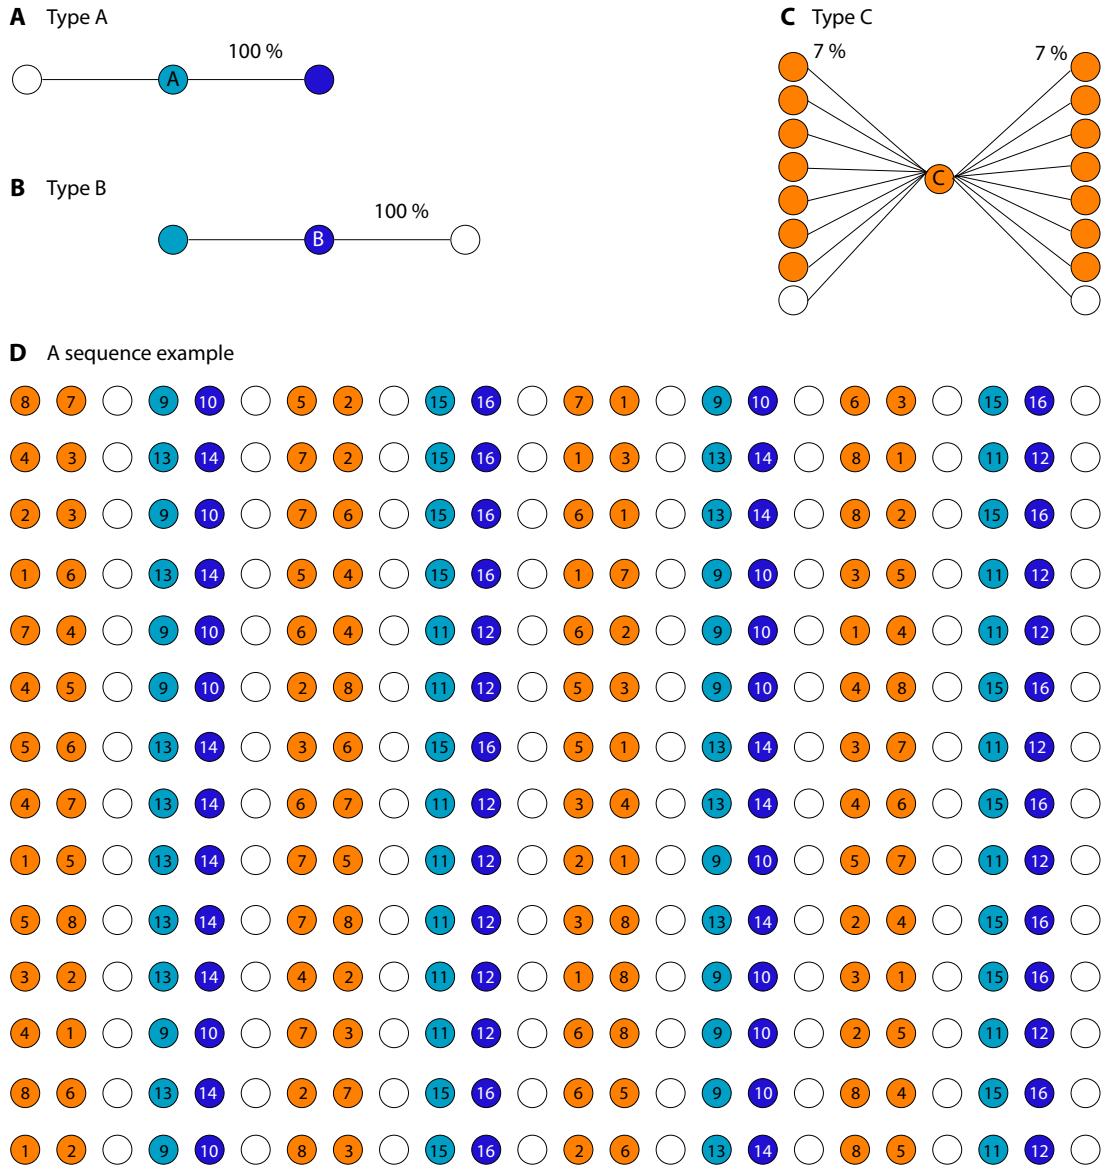 A Type A
C Type C
100 %
7 %
7 %
A
C
B Type B
100 %
B
D A sequence example
8 7 9 10 5 2 15 16 7 1 9 10 6 3 15 16
4 3 13 14 7 2 15 16 1 3 13 14 8 1 11 12
2 3 9 10 7 6 15 16 6 1 13 14 8 2 15 16
1 6 13 14 5 4 15 16 1 7 9 10 3 5 11 12
7 4 9 10 6 4 11 12 6 2 9 10 1 4 11 12
4 5 9 10 2 8 11 12 5 3 9 10 4 8 15 16
5 6 13 14 3 6 15 16 5 1 13 14 3 7 11 12
4 7 13 14 6 7 11 12 3 4 13 14 4 6 15 16
1 5 13 14 7 5 11 12 2 1 9 10 5 7 11 12
5 8 13 14 7 8 11 12 3 8 13 14 2 4 15 16
3 2 13 14 4 2 11 12 1 8 9 10 3 1 15 16
4 1 9 10 7 3 11 12 6 8 9 10 2 5 11 12
8 6 13 14 2 7 15 16 6 5 9 10 8 4 15 16
1 2 9 10 8 3 15 16 2 6 13 14 8 5 11 12